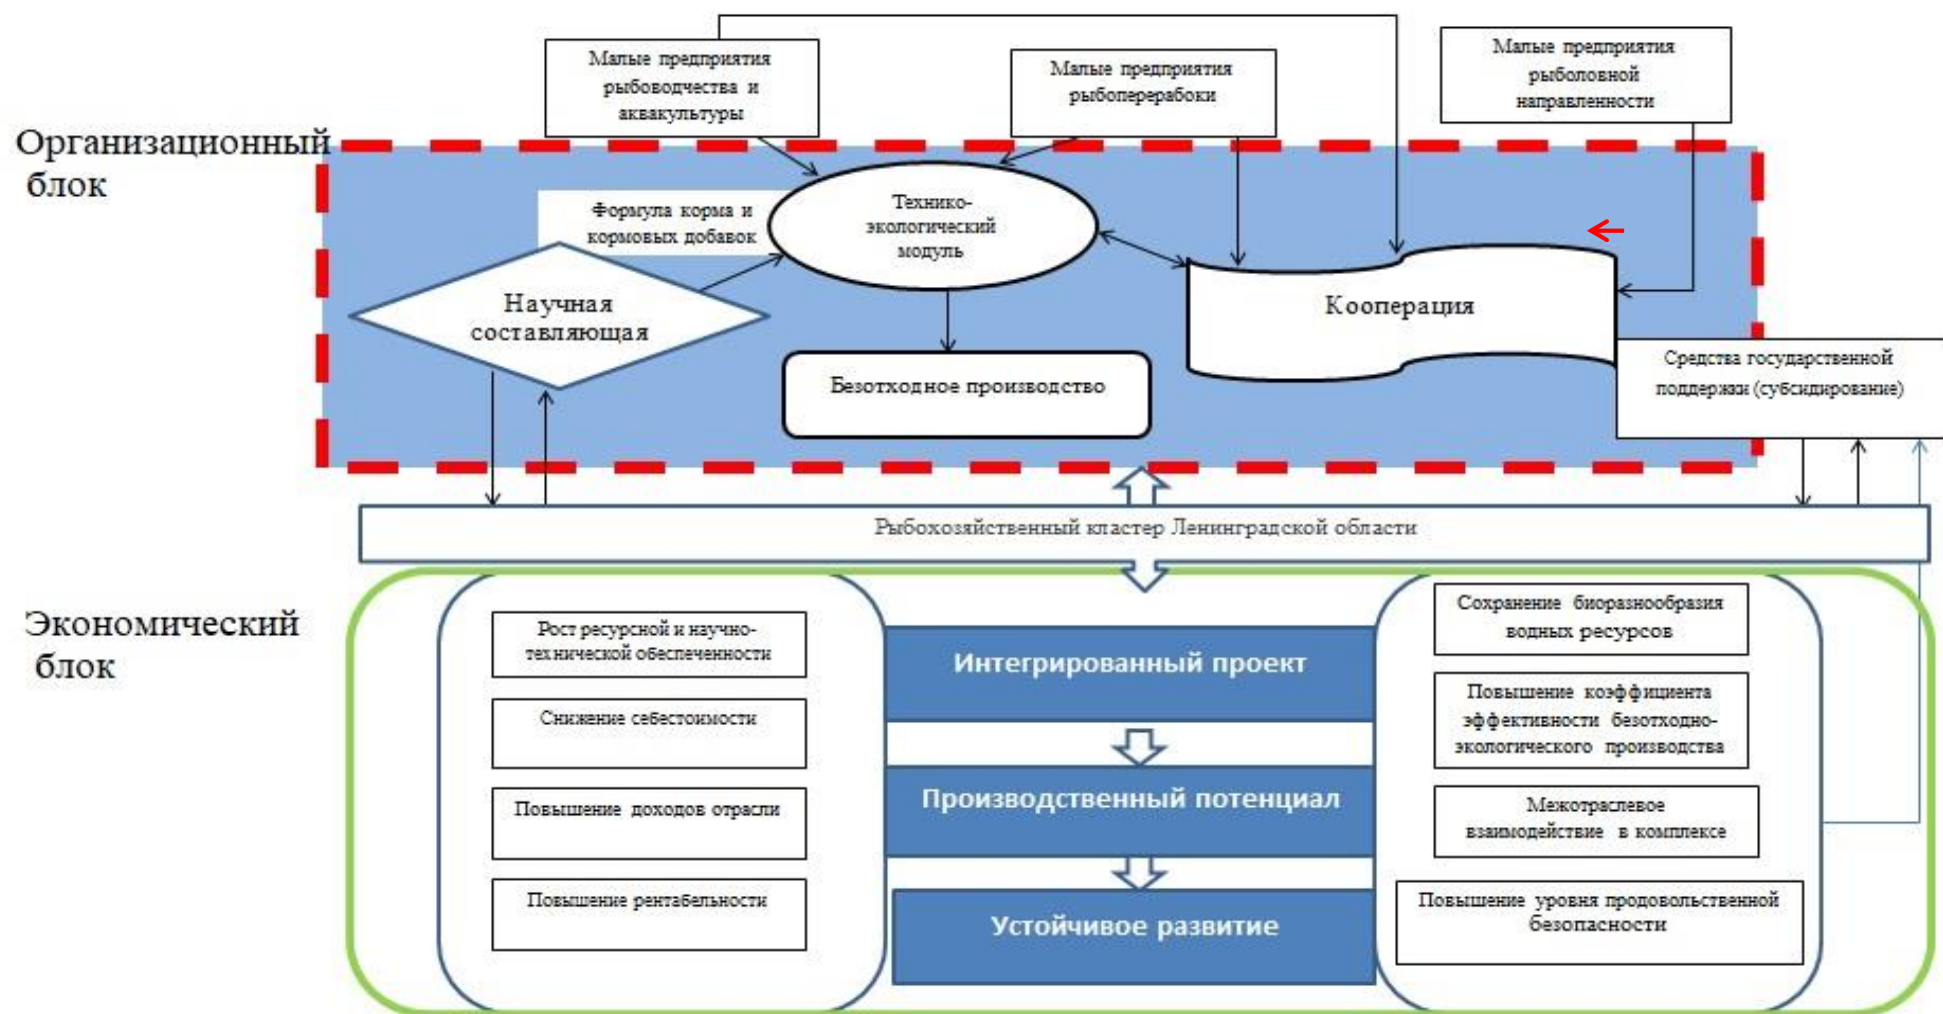 Малые предприятия
рыбоводчества и
аквакультуры
Малые предприятия
рыбоперерабоки
Малые предприятия
рыболовной
направленности
Организационный
блок
Формула корма и
кормовых добавок
Технико-
экологический
модуль
Научная
составляющая
Кооперация
Безотходное производство
Средства государственной
поддержки (субсидирование)
Рыбохозяйственный кластер Ленинградской области
Экономический
блок
Рост ресурсной и научно-
технической обеспеченности
Снижение себестоимости
Повышение доходов отрасли
Повышение рентабельности
Интегрированный проект
Производственный потенциал
Устойчивое развитие
Сохранение биоразнообразия
водных ресурсов
Повышение коэффициента
эффективности безотходно-
экологического производства
Межотраслевое
взаимодействие в комплексе
Повышение уровня продовольственной
безопасности